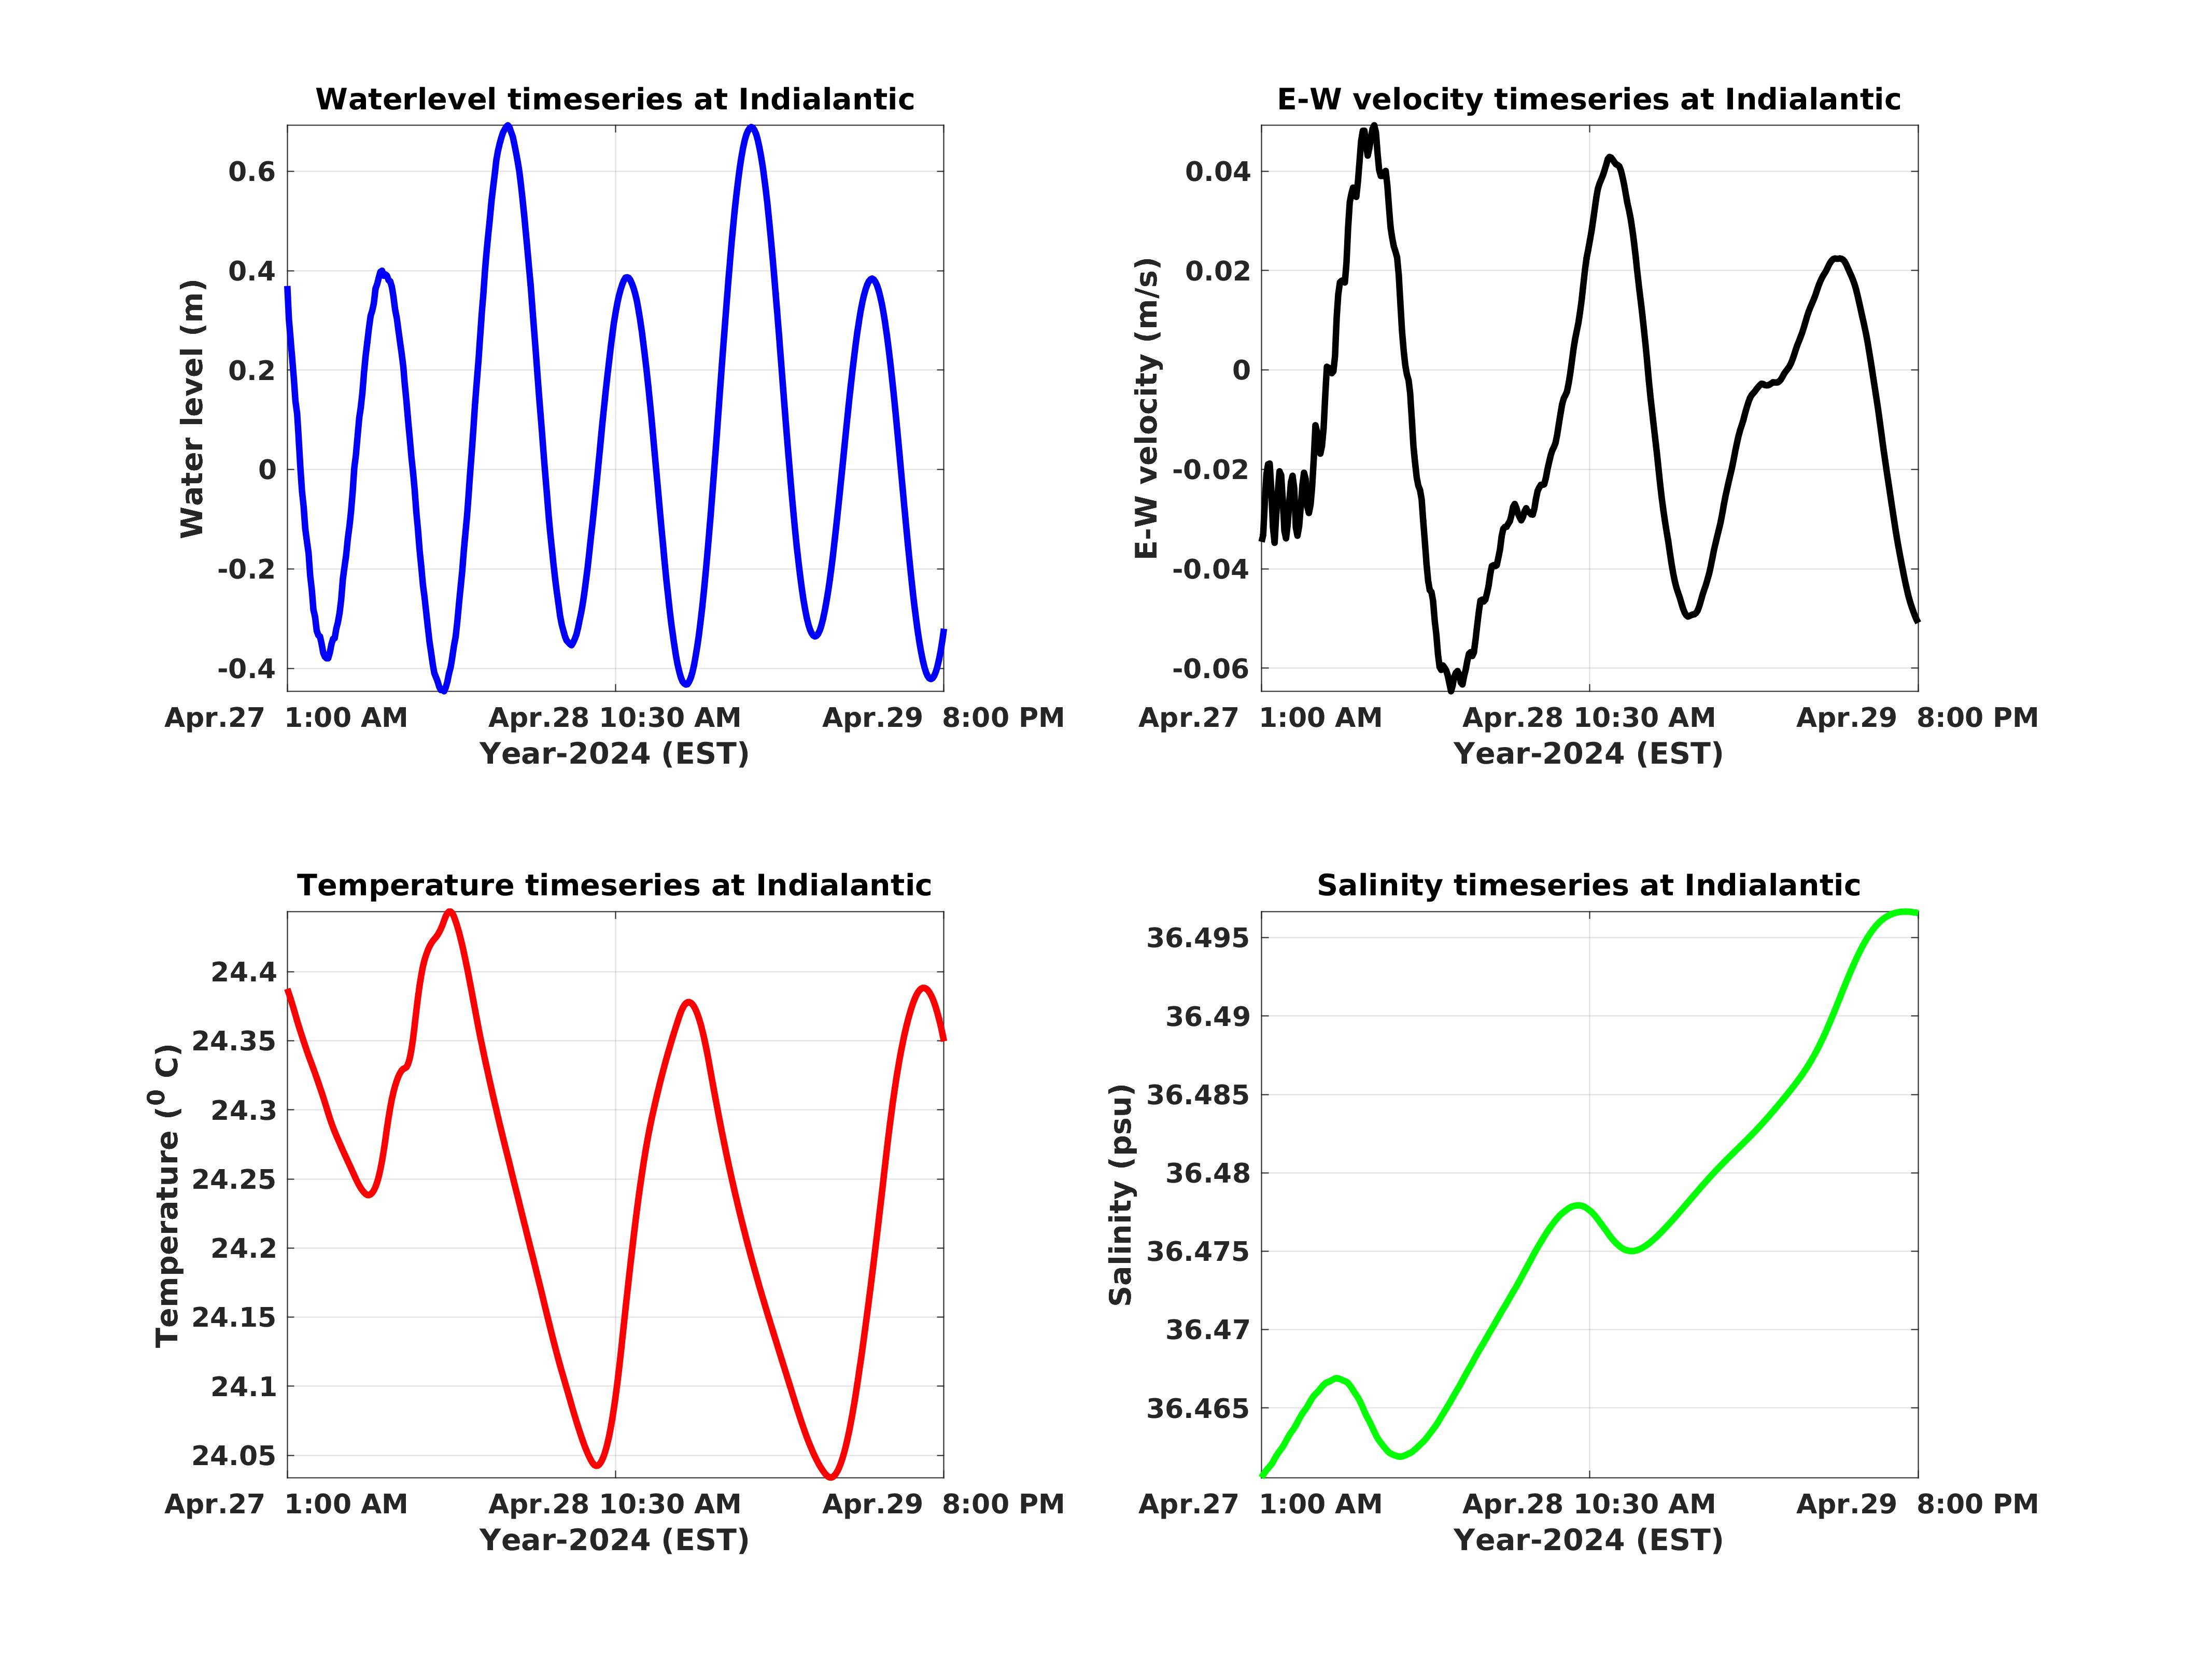 Waterlevel timeseries at Indialantic
Water level (m)
0.6
0.4
0.2
0
-0.2
-0.4
Apr.27 1:00 AM
Apr.28 10:30 AM
Apr.29 8:00 PM
Year-2024 (EST)
E-W velocity timeseries at Indialantic
E-W velocity (m/s)
0.04
0.02
0
-0.02
-0.04
-0.06
Apr.27 1:00 AM
Apr.28 10:30 AM
Apr.29 8:00 PM
Year-2024 (EST)
Temperature timeseries at Indialantic
Temperature (⁰ C)
24.4
24.35
24.3
24.25
24.2
24.15
24.1
24.05
Apr.27 1:00 AM
Apr.28 10:30 AM
Apr.29 8:00 PM
Year-2024 (EST)
Salinity timeseries at Indialantic
Salinity (psu)
36.495
36.49
36.485
36.48
36.475
36.47
36.465
Apr.27 1:00 AM
Apr.28 10:30 AM
Apr.29 8:00 PM
Year-2024 (EST)